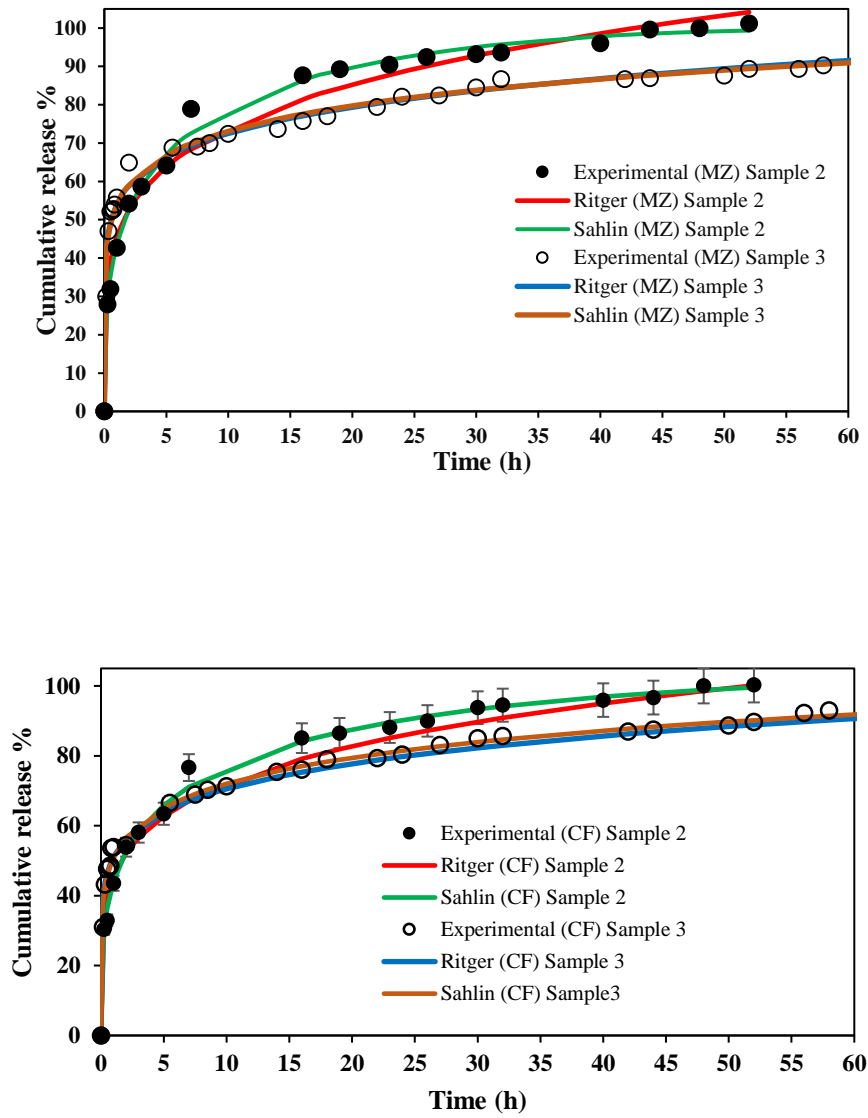 Cumulative release %
100
90
80
70
60
50
40
30
20
10
0
Experimental (MZ) Sample 2
Ritger (MZ) Sample 2
Sahlin (MZ) Sample 2
Experimental (MZ) Sample 3
Ritger (MZ) Sample 3
Sahlin (MZ) Sample 3
0 5 10 15 20 25 30 35 40 45 50 55 60
Time (h)
Cumulative release %
100
80
60
40
20
0
Experimental (CF) Sample 2
Ritger (CF) Sample 2
Sahlin (CF) Sample 2
Experimental (CF) Sample 3
Ritger (CF) Sample 3
Sahlin (CF) Sample3
0 5 10 15 20 25 30 35 40 45 50 55 60
Time (h)